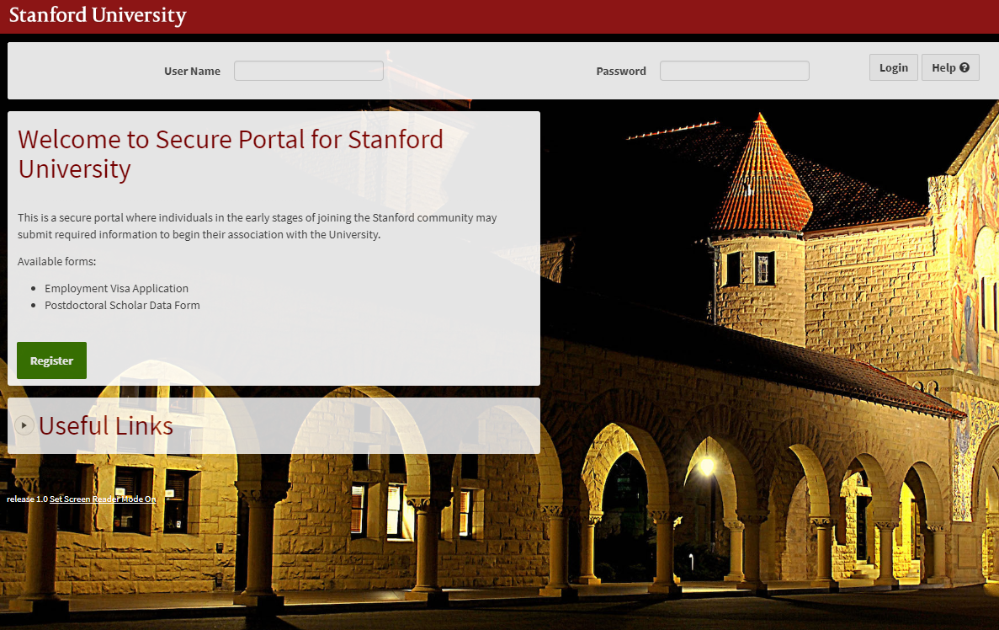 Stanford University
User Name
Password
Login
Help
Welcome to Secure Portal for Stanford
University
This is a secure portal where individuals in the early stages of joining the Stanford community may
submit required information to begin their association with the University.
Available forms:
Employment Visa Application
Postdoctoral Scholar Data Form
Register
Useful Links
release 1.0 Set Screen Reader Mode On